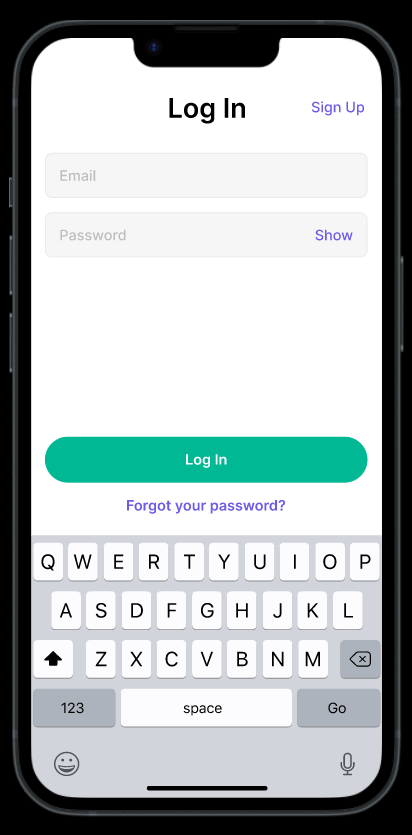 Log In
Sign Up
Email
Password
Show
Log In
Forgot your password?
Q W E R T Y U I O P
A S D F G H J K L
Z X C V B N M
123 space Go